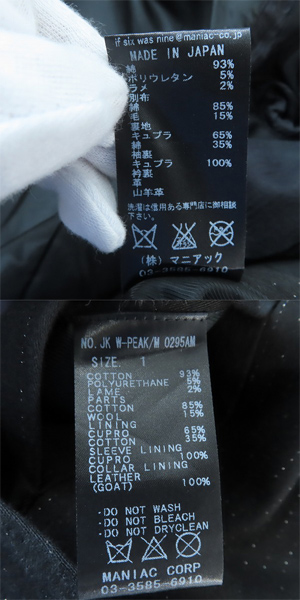 if six was nine@maniac-co.jp
MADE IN JAPAN
綿 93%
ポリウレタン 5%
ラメ 2%
別布
綿 85%
毛 15%
裏地
キュプラ 65%
綿 35%
袖裏
キュプラ 100%
衿裏
革
山羊革
洗濯は信用ある専門店に御相談
下さい。
(株) マニアック
03-3585-6910
NO. JK W-PEAK/M 0295AM
SIZE. 1
COTTON 93%
POLYURETHANE 5%
LAME 2%
PARTS
COTTON 85%
WOOL 15%
LINING
CUPRO 65%
COTTON 35%
SLEEVE LINING
CUPRO 100%
COLLAR LINING
LEATHER 100%
(GOAT)
・DO NOT WASH
・DO NOT BLEACH
・DO NOT DRYCLEAN
MANIAC CORP
03-3585-6910